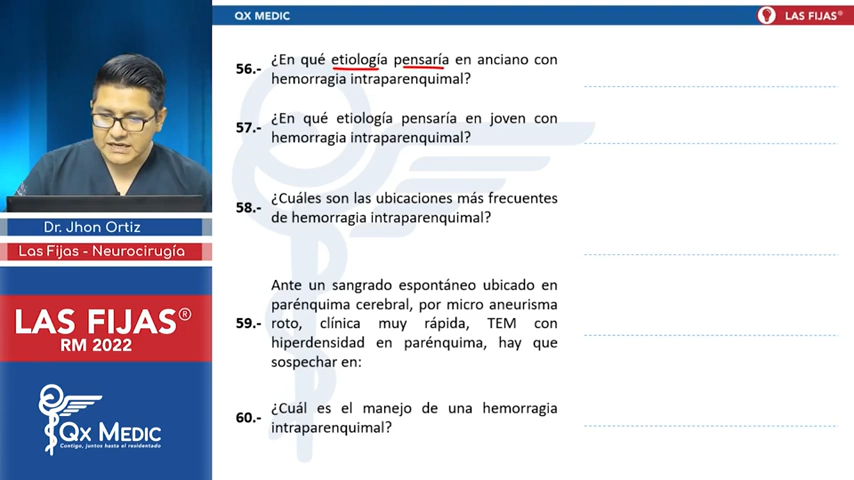 QX MEDIC
LAS FIJAS®
56.- ¿En qué etiología pensaría en anciano con
hemorragia intraparenquimal?
57.- ¿En qué etiología pensaría en joven con
hemorragia intraparenquimal?
58.- ¿Cuáles son las ubicaciones más frecuentes
de hemorragia intraparenquimal?
Ante un sangrado espontáneo ubicado en
parénquima cerebral, por micro aneurisma
59.- roto, clínica muy rápida, TEM con
hiperdensidad en parénquima, hay que
sospechar en:
60.- ¿Cuál es el manejo de una hemorragia
intraparenquimal?
Dr. Jhon Ortiz
Las Fijas - Neurocirugía
LAS FIJAS®
RM 2022
QX MEDIC
Contigo, juntos hasta el residentado